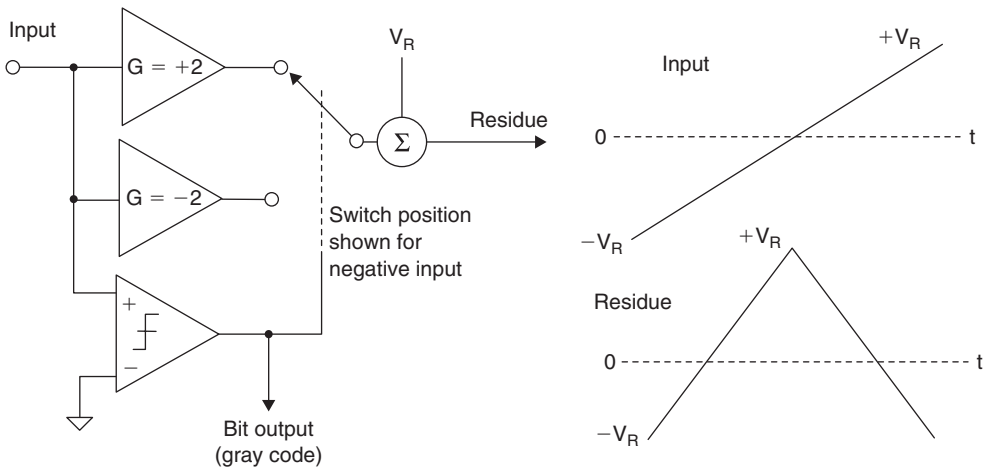 Input
G = +2
V_R
Σ
Residue
G = −2
Switch position
shown for
negative input
+
−
Bit output
(gray code)
+V_R
Input
0
t
−V_R
+V_R
Residue
0
t
−V_R